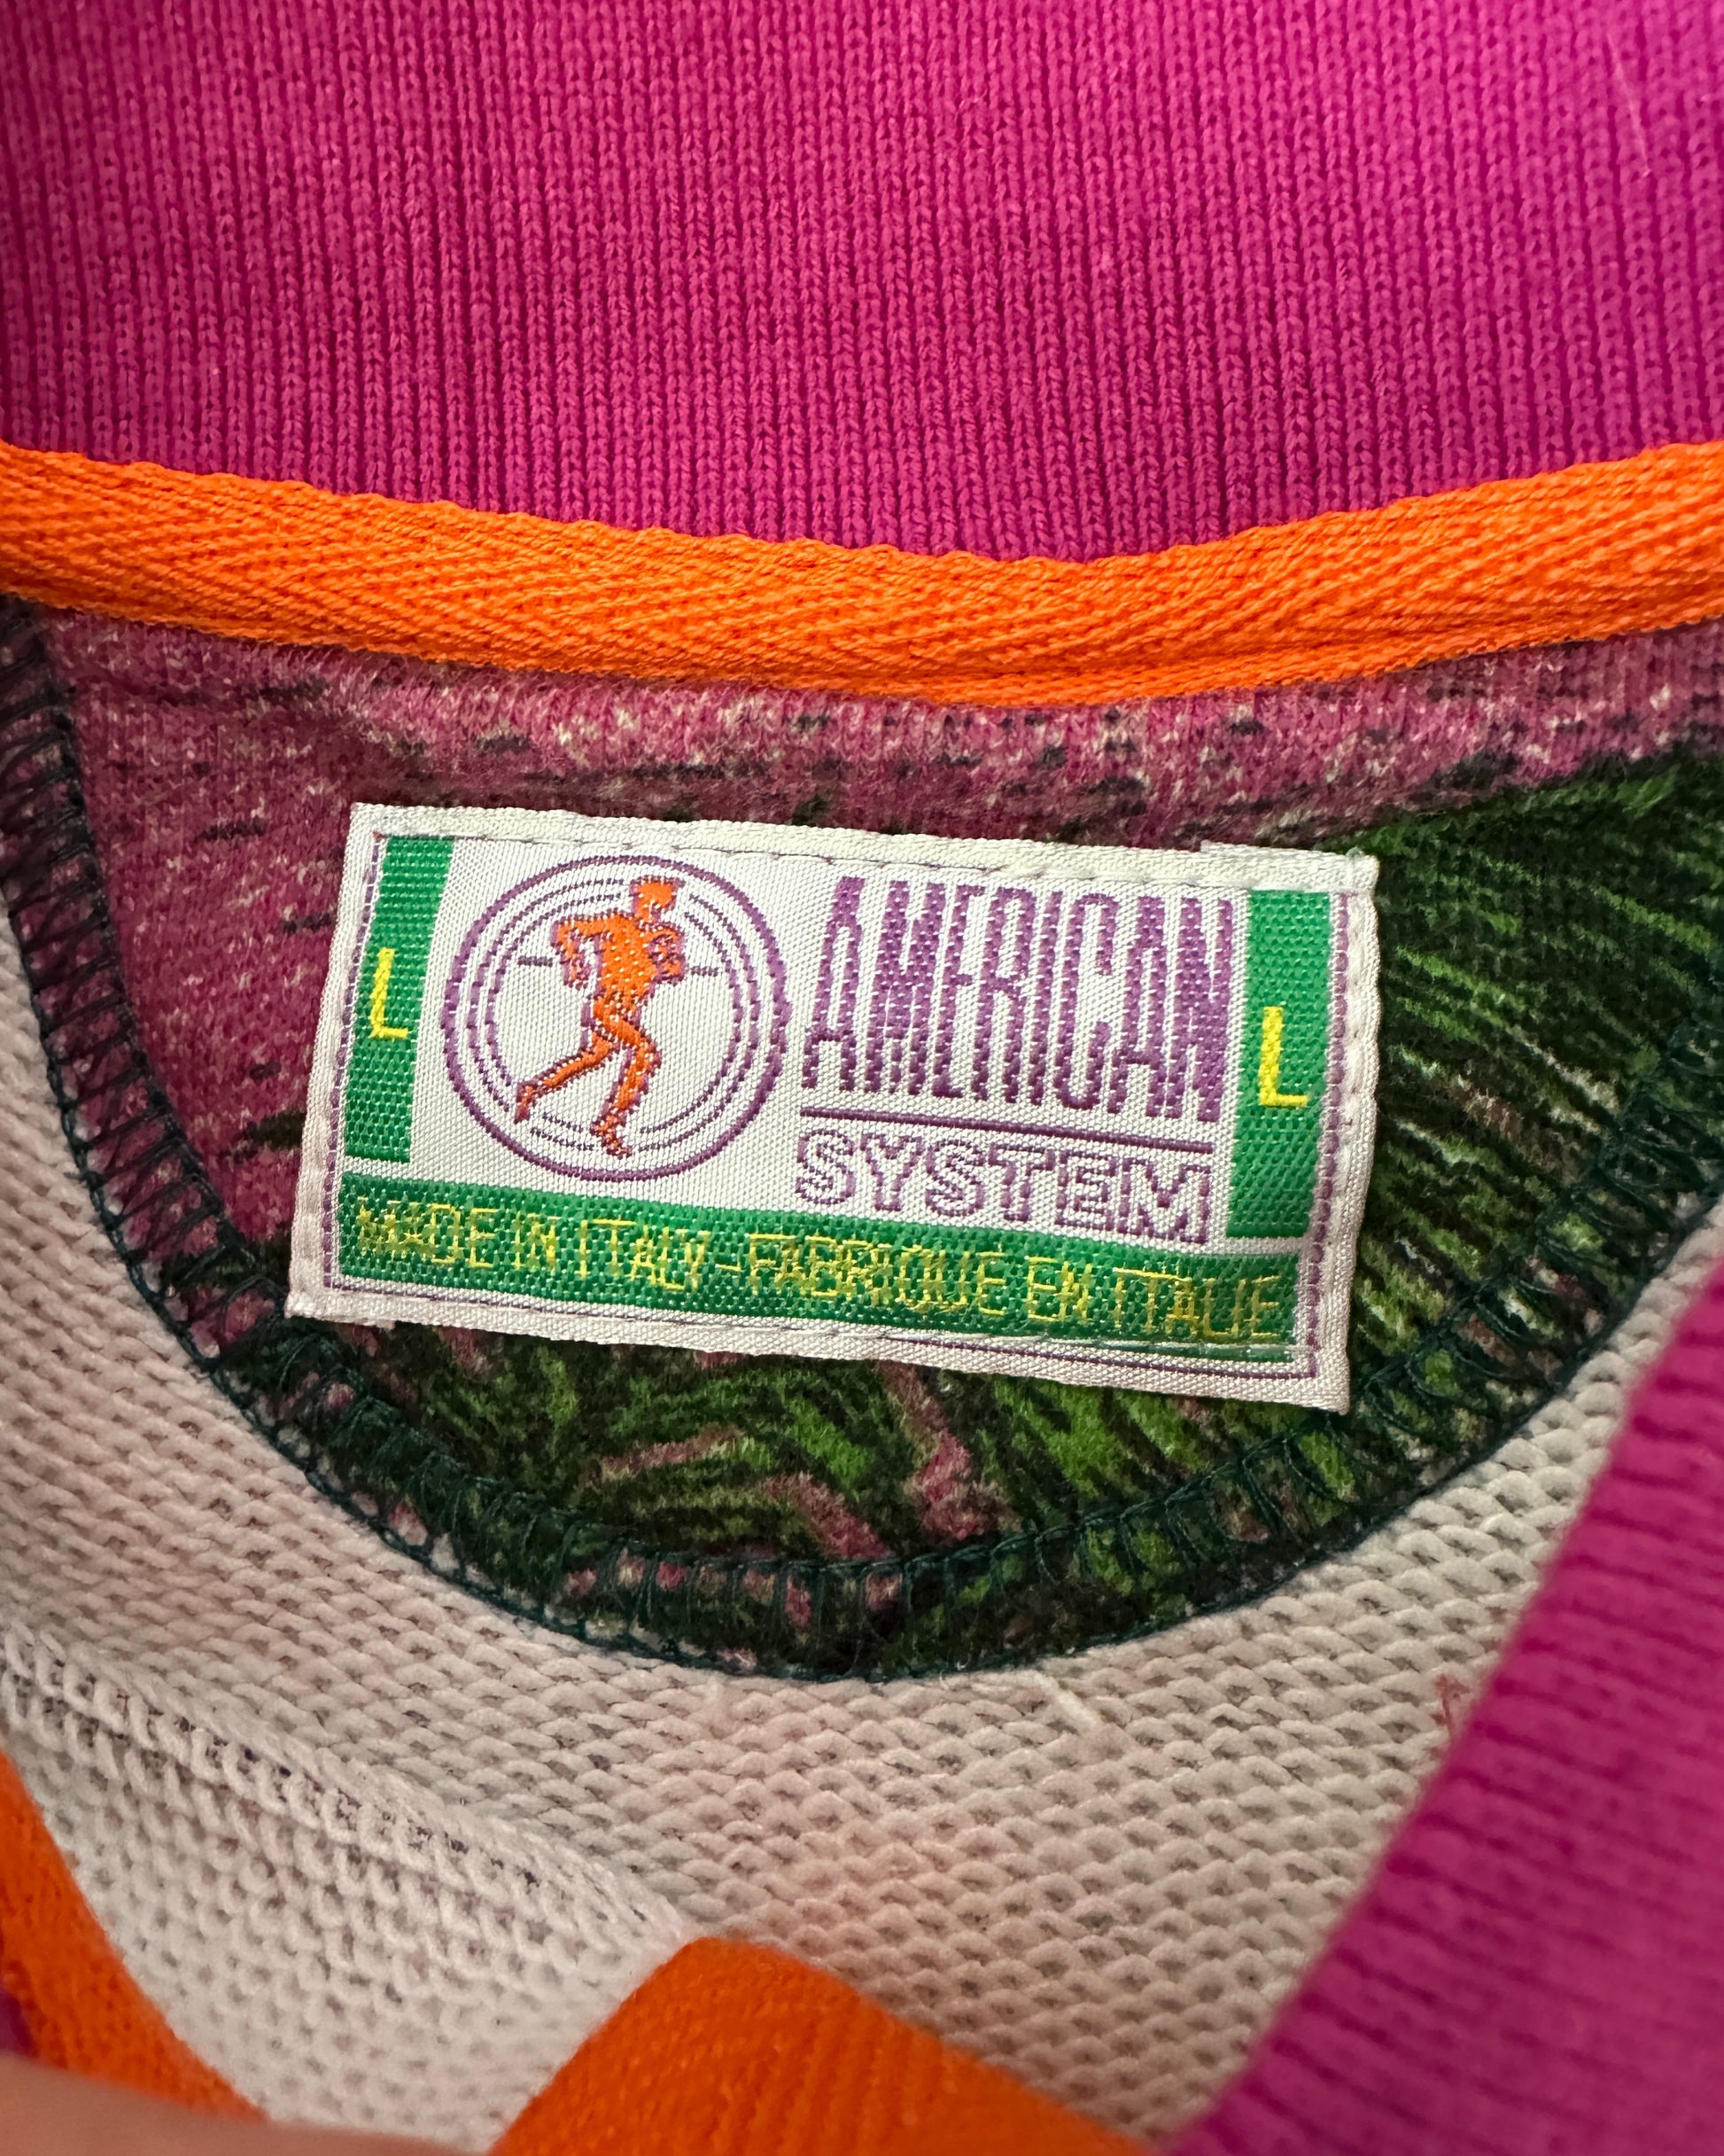 L
AMERICAN
SYSTEM
L
MADE IN ITALY - FABRIQUE EN ITALIE